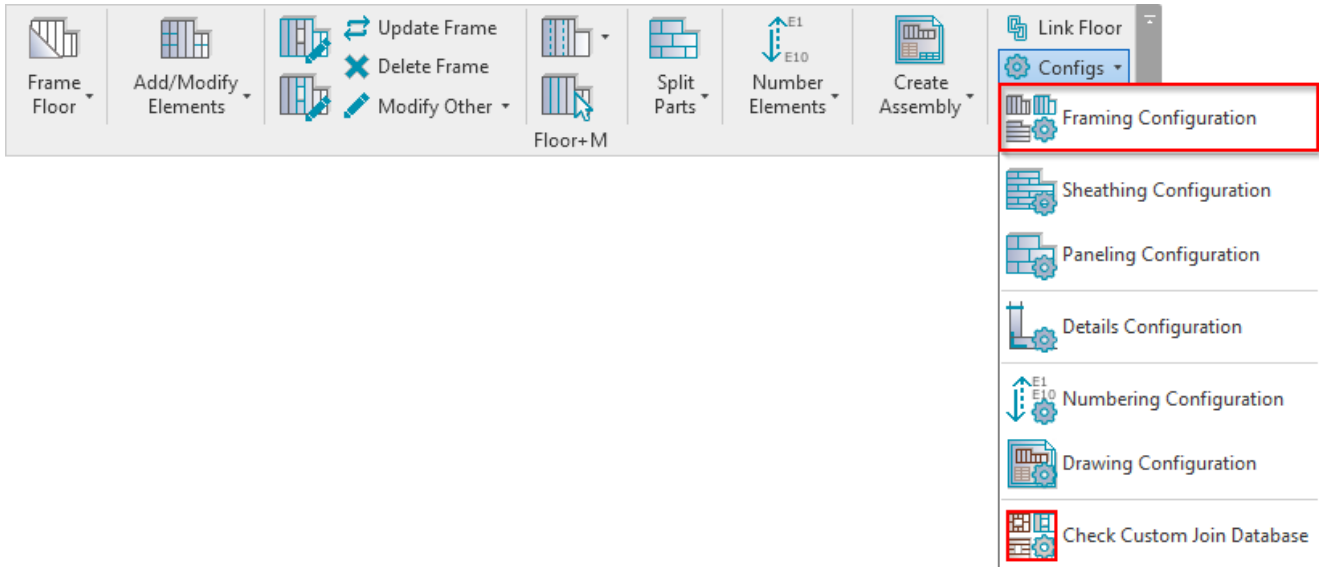 Frame
Floor
Add/Modify
Elements
Update Frame
Delete Frame
Modify Other
Floor+M
Split
Parts
E1
E10
Number
Elements
Create
Assembly
Link Floor
Configs
Framing Configuration
Sheathing Configuration
Paneling Configuration
Details Configuration
E1
E10
Numbering Configuration
Drawing Configuration
Check Custom Join Database